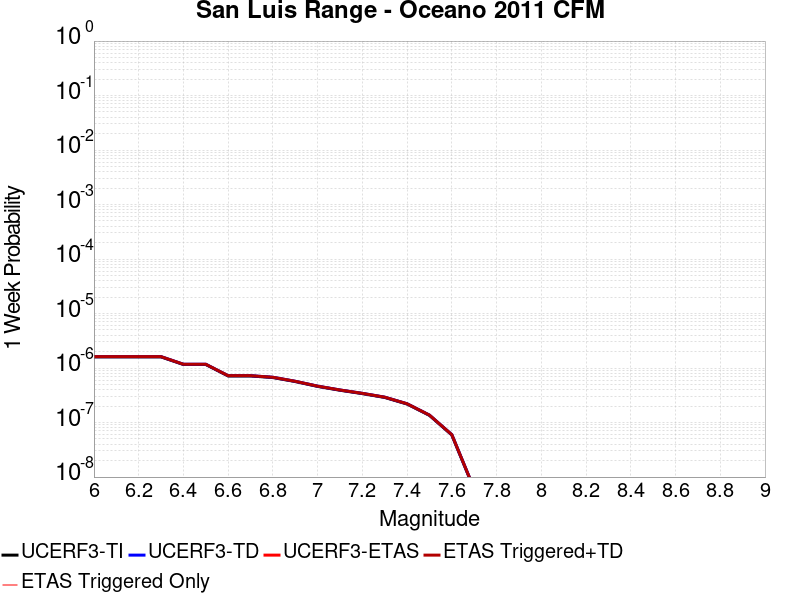 San Luis Range - Oceano 2011 CFM
10^0
10^-1
10^-2
10^-3
10^-4
10^-5
10^-6
10^-7
10^-8
1 Week Probability
6 6.2 6.4 6.6 6.8 7 7.2 7.4 7.6 7.8 8 8.2 8.4 8.6 8.8 9
Magnitude
UCERF3-TI UCERF3-TD UCERF3-ETAS ETAS Triggered+TD
ETAS Triggered Only